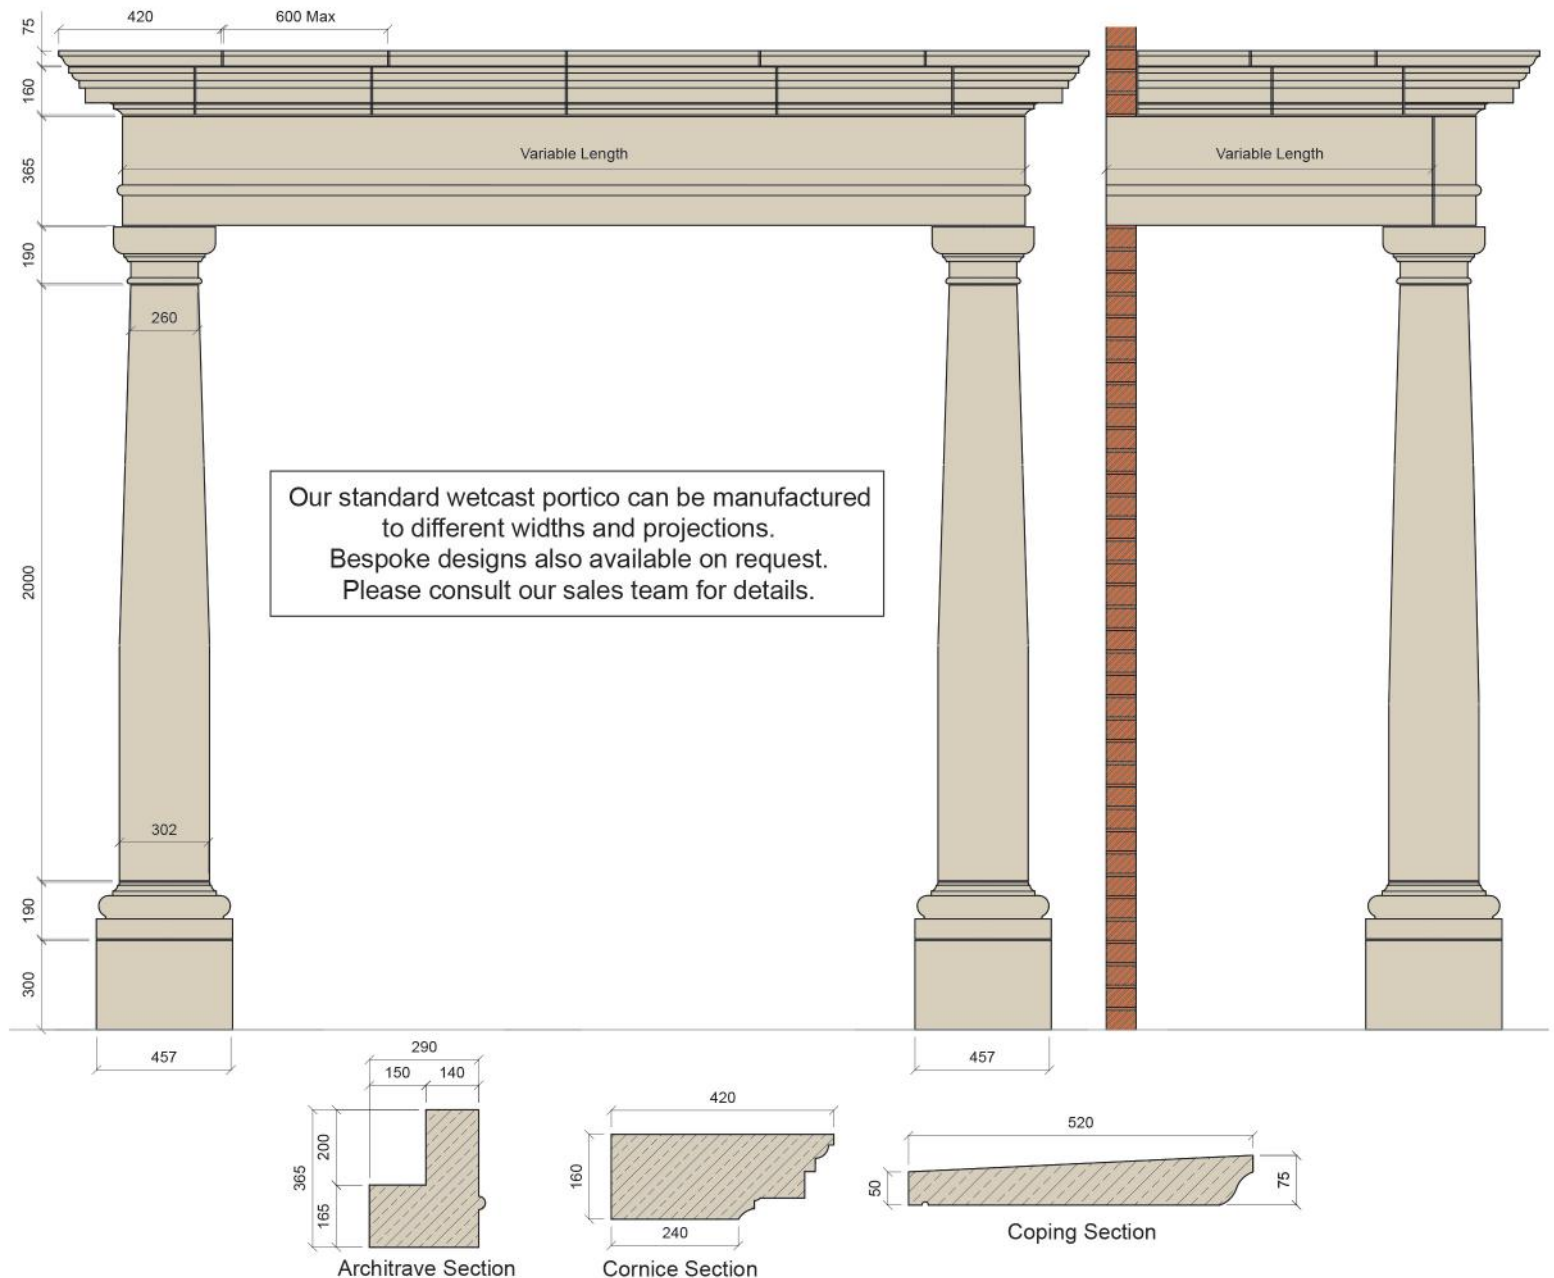 420
600 Max
75
160
365
190
2000
190
300
Variable Length
Variable Length
260
302
Our standard wetcast portico can be manufactured
to different widths and projections.
Bespoke designs also available on request.
Please consult our sales team for details.
457
457
290
150
140
365
200
165
Architrave Section
420
160
240
Cornice Section
520
50
75
Coping Section